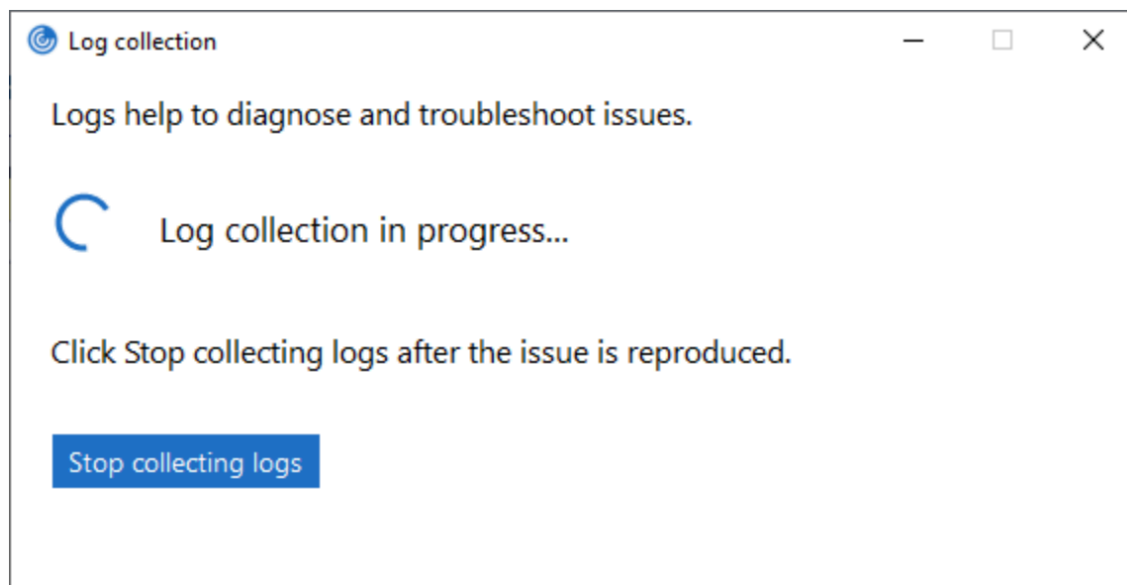 Log collection
Logs help to diagnose and troubleshoot issues.
Log collection in progress...
Click Stop collecting logs after the issue is reproduced.
Stop collecting logs